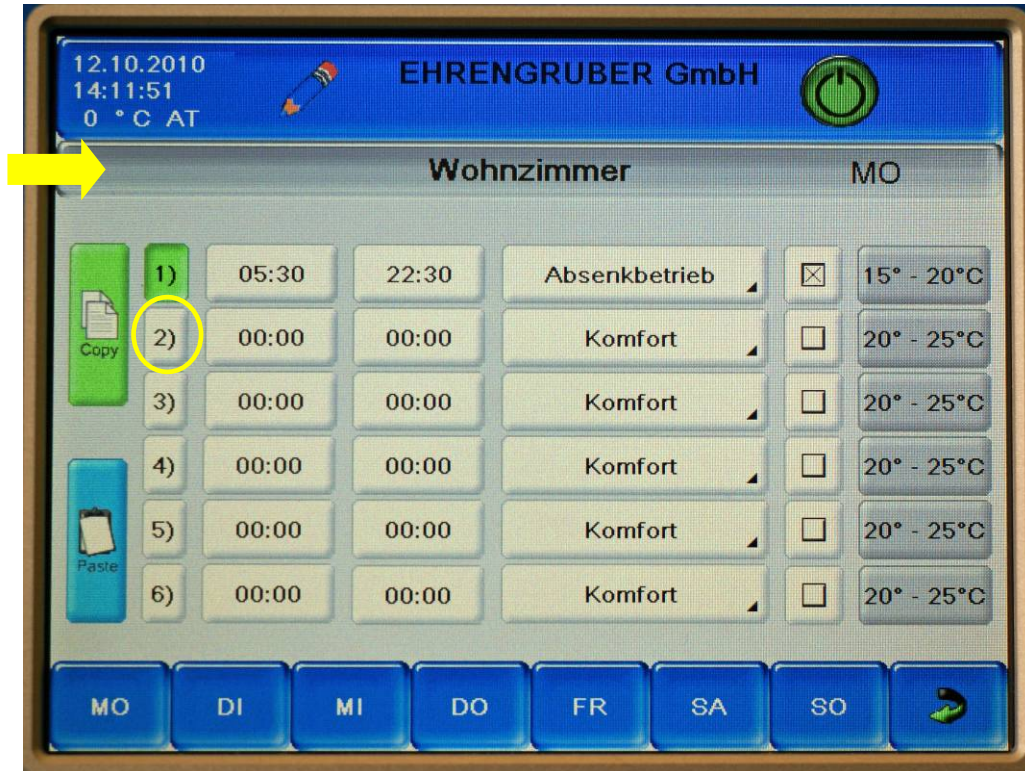 12.10.2010
14:11:51
0 °C AT
EHRENGRUBER GmbH
Wohnzimmer MO
Copy
1) 05:30 22:30 Absenkbetrieb 15° - 20°C
2) 00:00 00:00 Komfort 20° - 25°C
3) 00:00 00:00 Komfort 20° - 25°C
4) 00:00 00:00 Komfort 20° - 25°C
Paste
5) 00:00 00:00 Komfort 20° - 25°C
6) 00:00 00:00 Komfort 20° - 25°C
MO DI MI DO FR SA SO